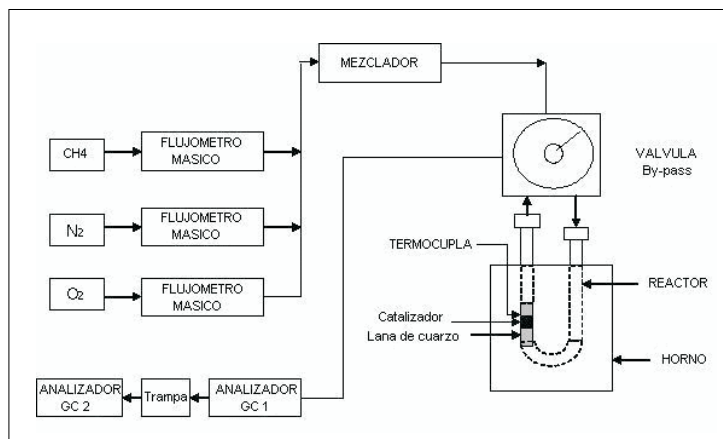 MEZCLADOR
CH4
FLUJOMETRO
MASICO
VALVULA
By-pass
N2
FLUJOMETRO
MASICO
TERMOCUPLA
O2
FLUJOMETRO
MASICO
REACTOR
Catalizador
Lana de cuarzo
HORNO
ANALIZADOR
GC 2
Trampa
ANALIZADOR
GC 1